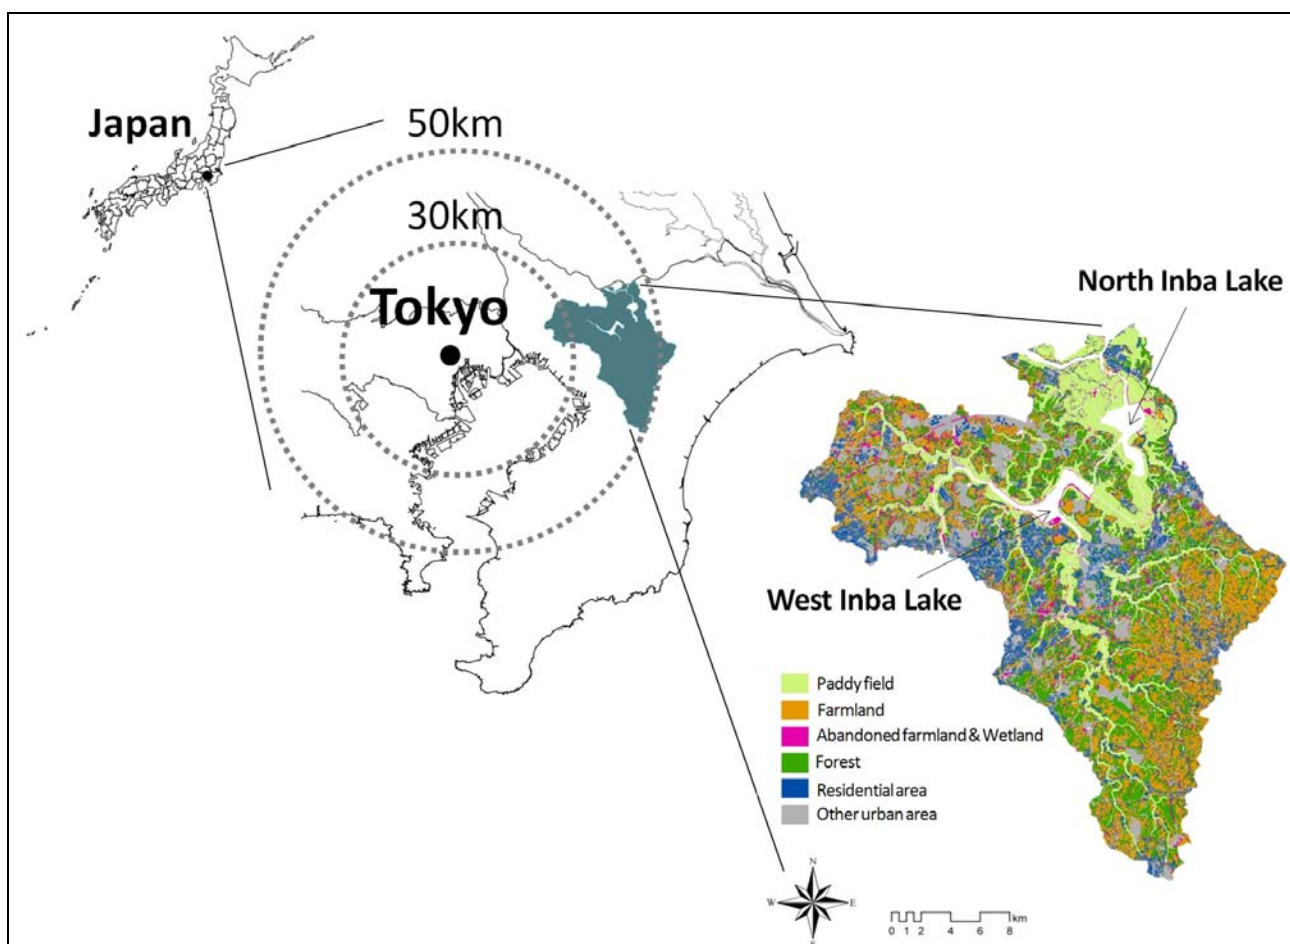 Japan
50km
30km
Tokyo
North Inba Lake
West Inba Lake
Paddy field
Farmland
Abandoned farmland & Wetland
Forest
Residential area
Other urban area
N
W E
S
km
0 1 2 4 6 8